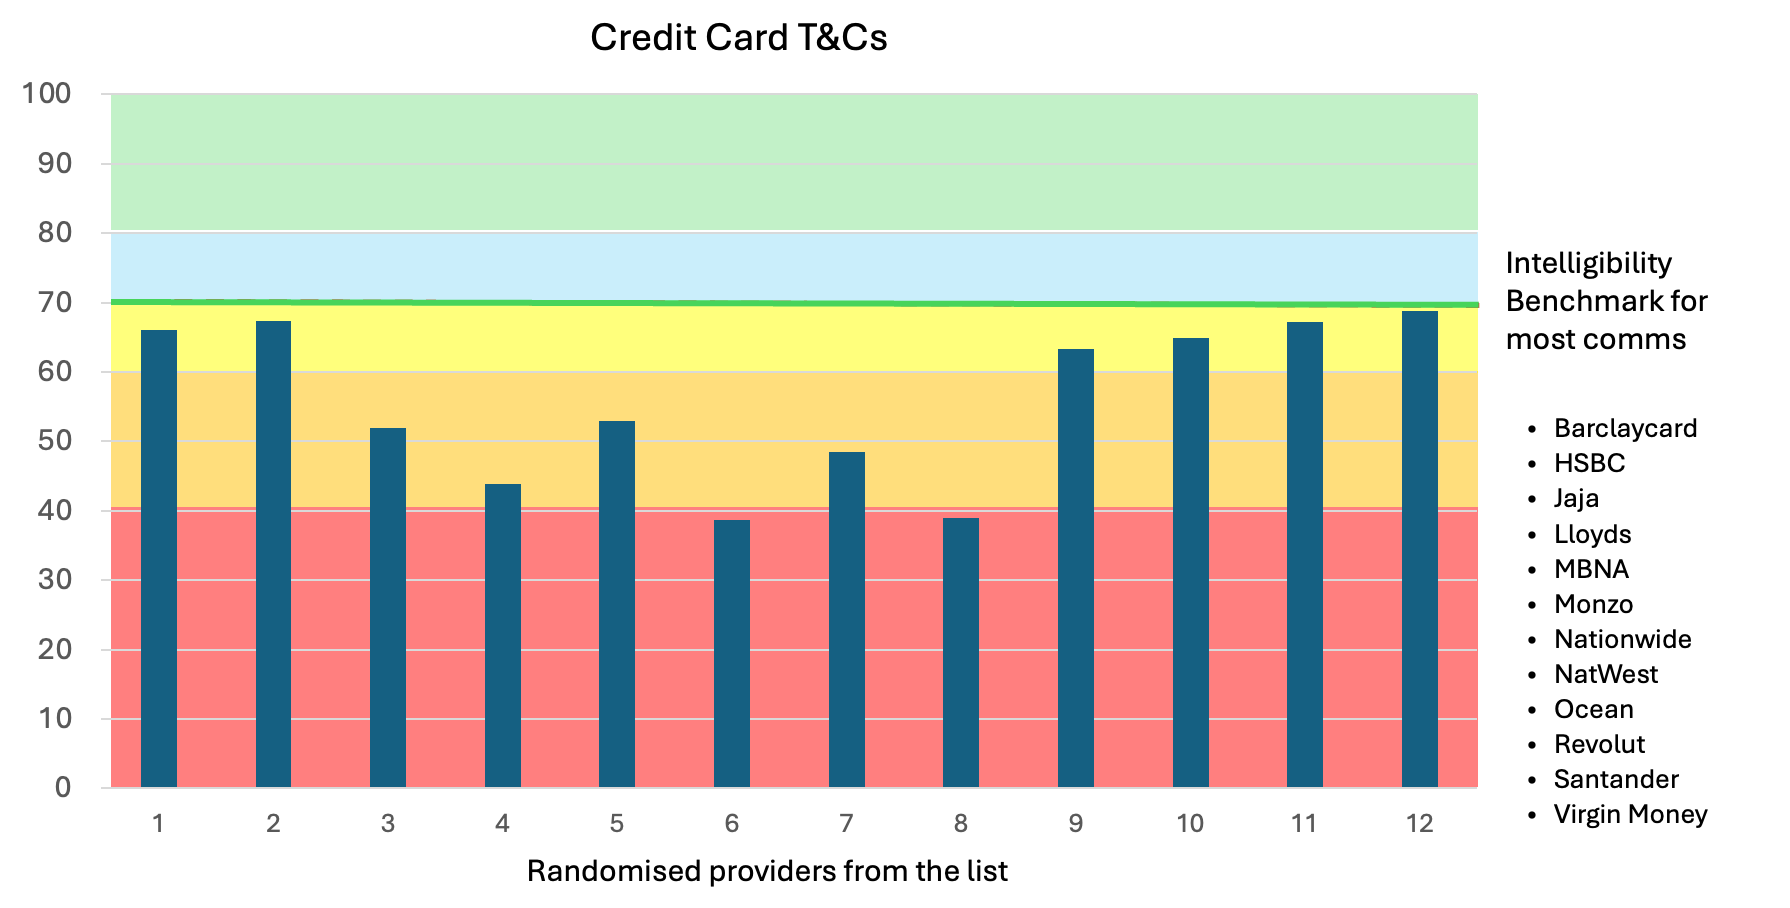 Credit Card T&Cs
100
90
80
70
60
50
40
30
20
10
0
1 2 3 4 5 6 7 8 9 10 11 12
Randomised providers from the list
Intelligibility
Benchmark for
most comms
• Barclaycard
• HSBC
• Jaja
• Lloyds
• MBNA
• Monzo
• Nationwide
• NatWest
• Ocean
• Revolut
• Santander
• Virgin Money